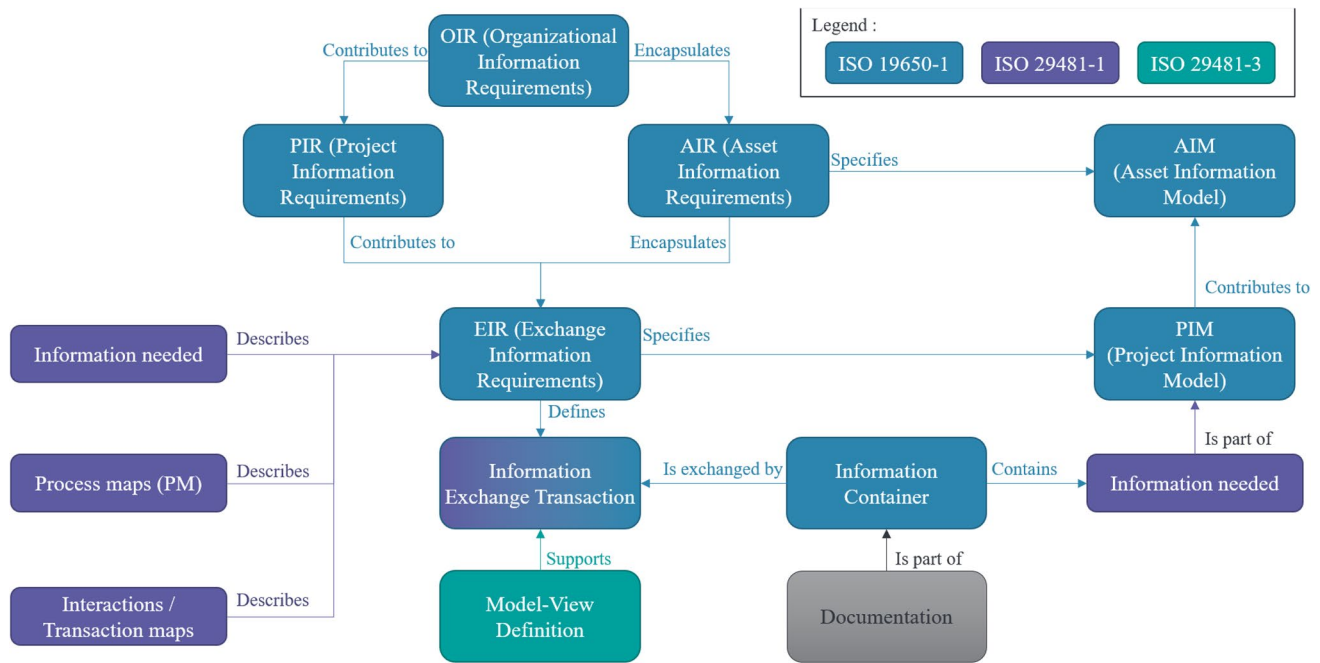 Legend :
ISO 19650-1
ISO 29481-1
ISO 29481-3
Contributes to
OIR (Organizational
Information
Requirements)
Encapsulates
PIR (Project
Information
Requirements)
AIR (Asset
Information
Requirements)
Specifies
AIM
(Asset Information
Model)
Contributes to
Encapsulates
Contributes to
Information needed
Describes
EIR (Exchange
Information
Requirements)
Specifies
PIM
(Project Information
Model)
Defines
Is part of
Process maps (PM)
Describes
Information
Exchange Transaction
Is exchanged by
Information
Container
Contains
Information needed
Supports
Is part of
Interactions /
Transaction maps
Describes
Model-View
Definition
Documentation